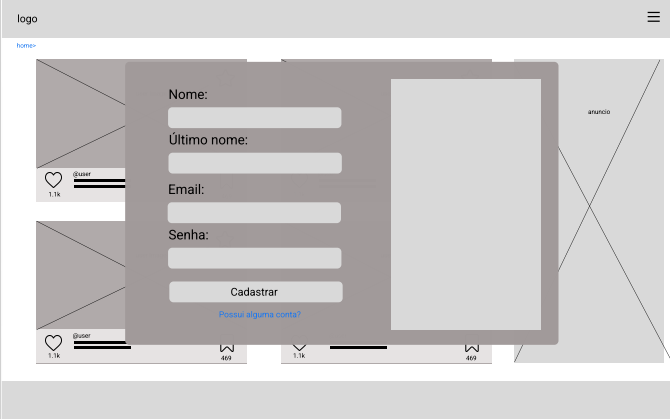 logo
home>
anuncio
Nome:
Último nome:
Email:
Senha:
Cadastrar
Possui alguma conta?
@user
1.1k
@user
1.1k
469
1.1k
469